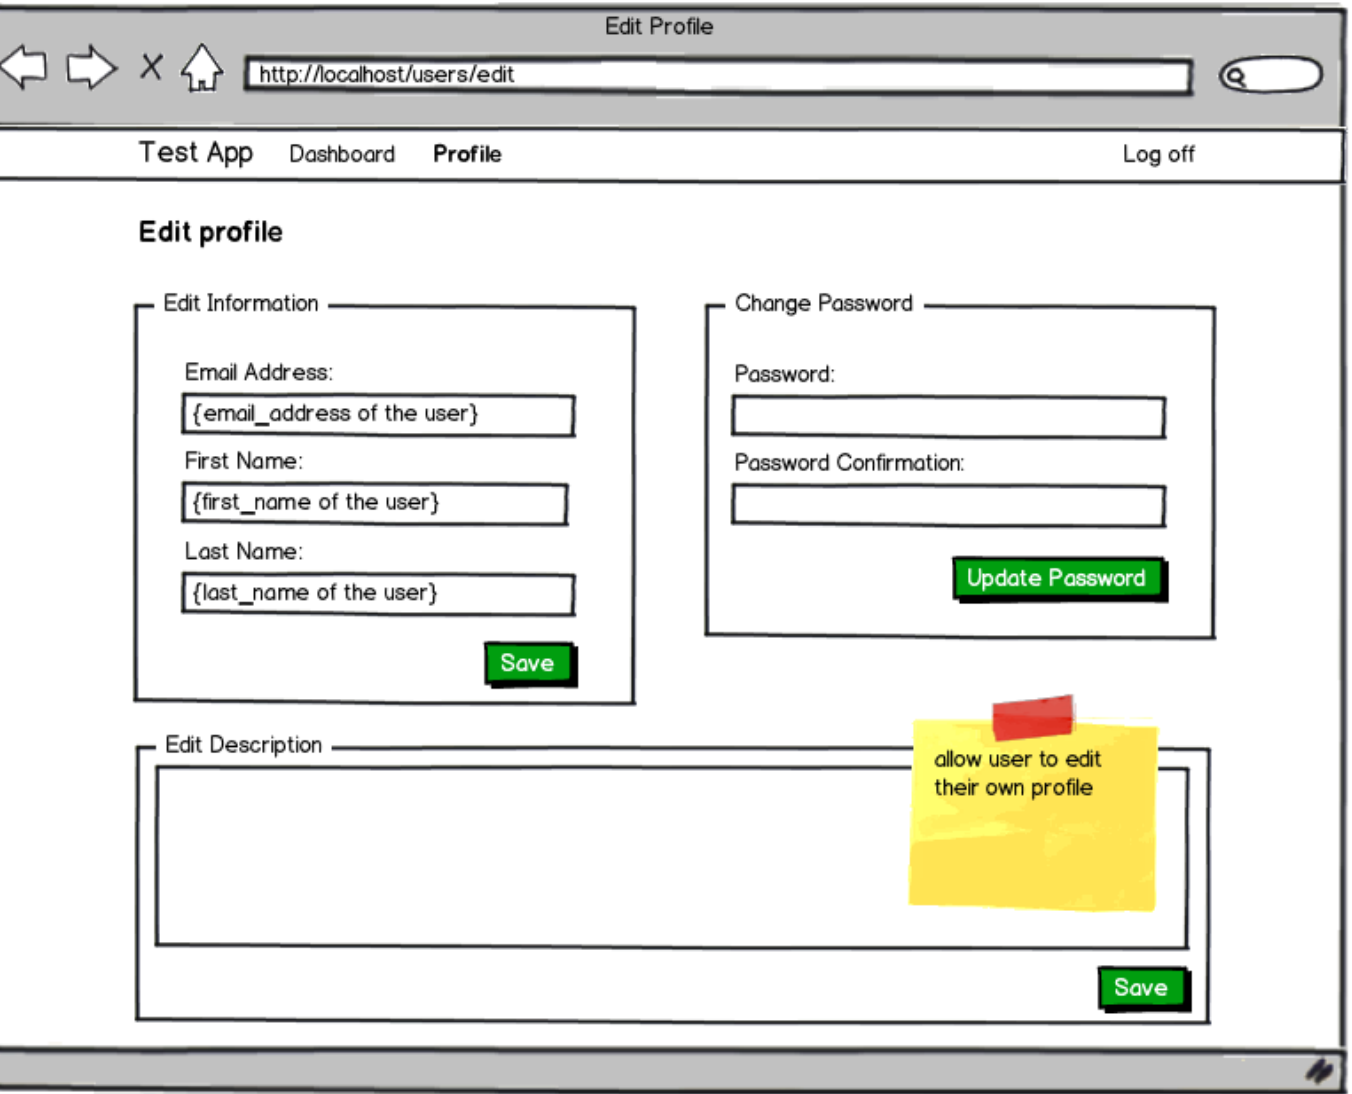 Edit Profile
http://localhost/users/edit
Test App Dashboard Profile Log off
Edit profile
Edit Information
Email Address:
{email_address of the user}
First Name:
{first_name of the user}
Last Name:
{last_name of the user}
Save
Change Password
Password:
Password Confirmation:
Update Password
Edit Description
allow user to edit
their own profile
Save